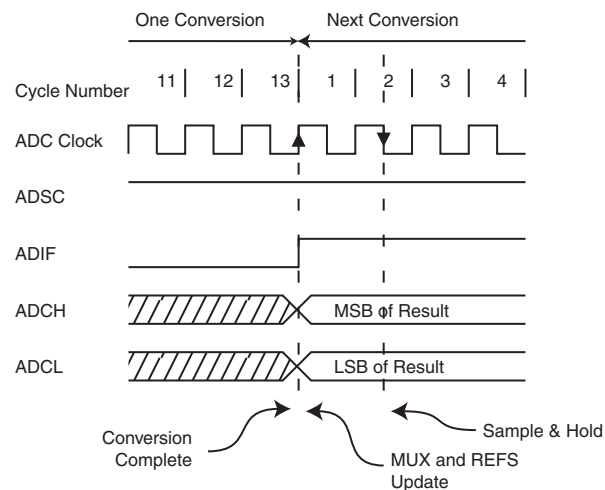 One Conversion Next Conversion
Cycle Number 11 12 13 1 2 3 4
ADC Clock
ADSC
ADIF
ADCH MSB of Result
ADCL LSB of Result
Conversion
Complete
MUX and REFS
Update
Sample & Hold